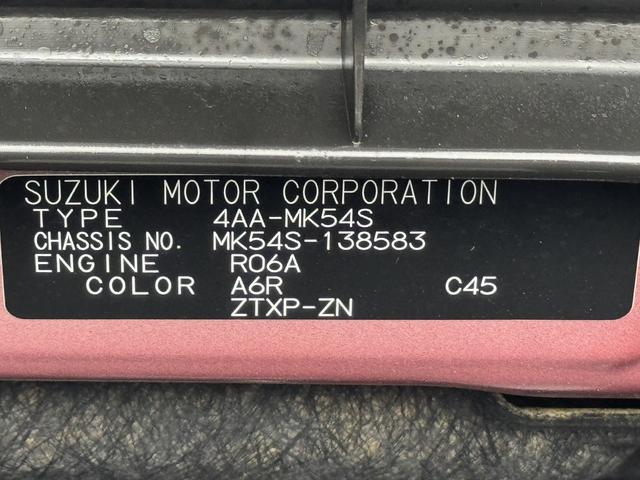 SUZUKI MOTOR CORPORATION
TYPE 4AA-MK54S
CHASSIS NO. MK54S-138583
ENGINE R06A
COLOR A6R C45
ZTXP-ZN